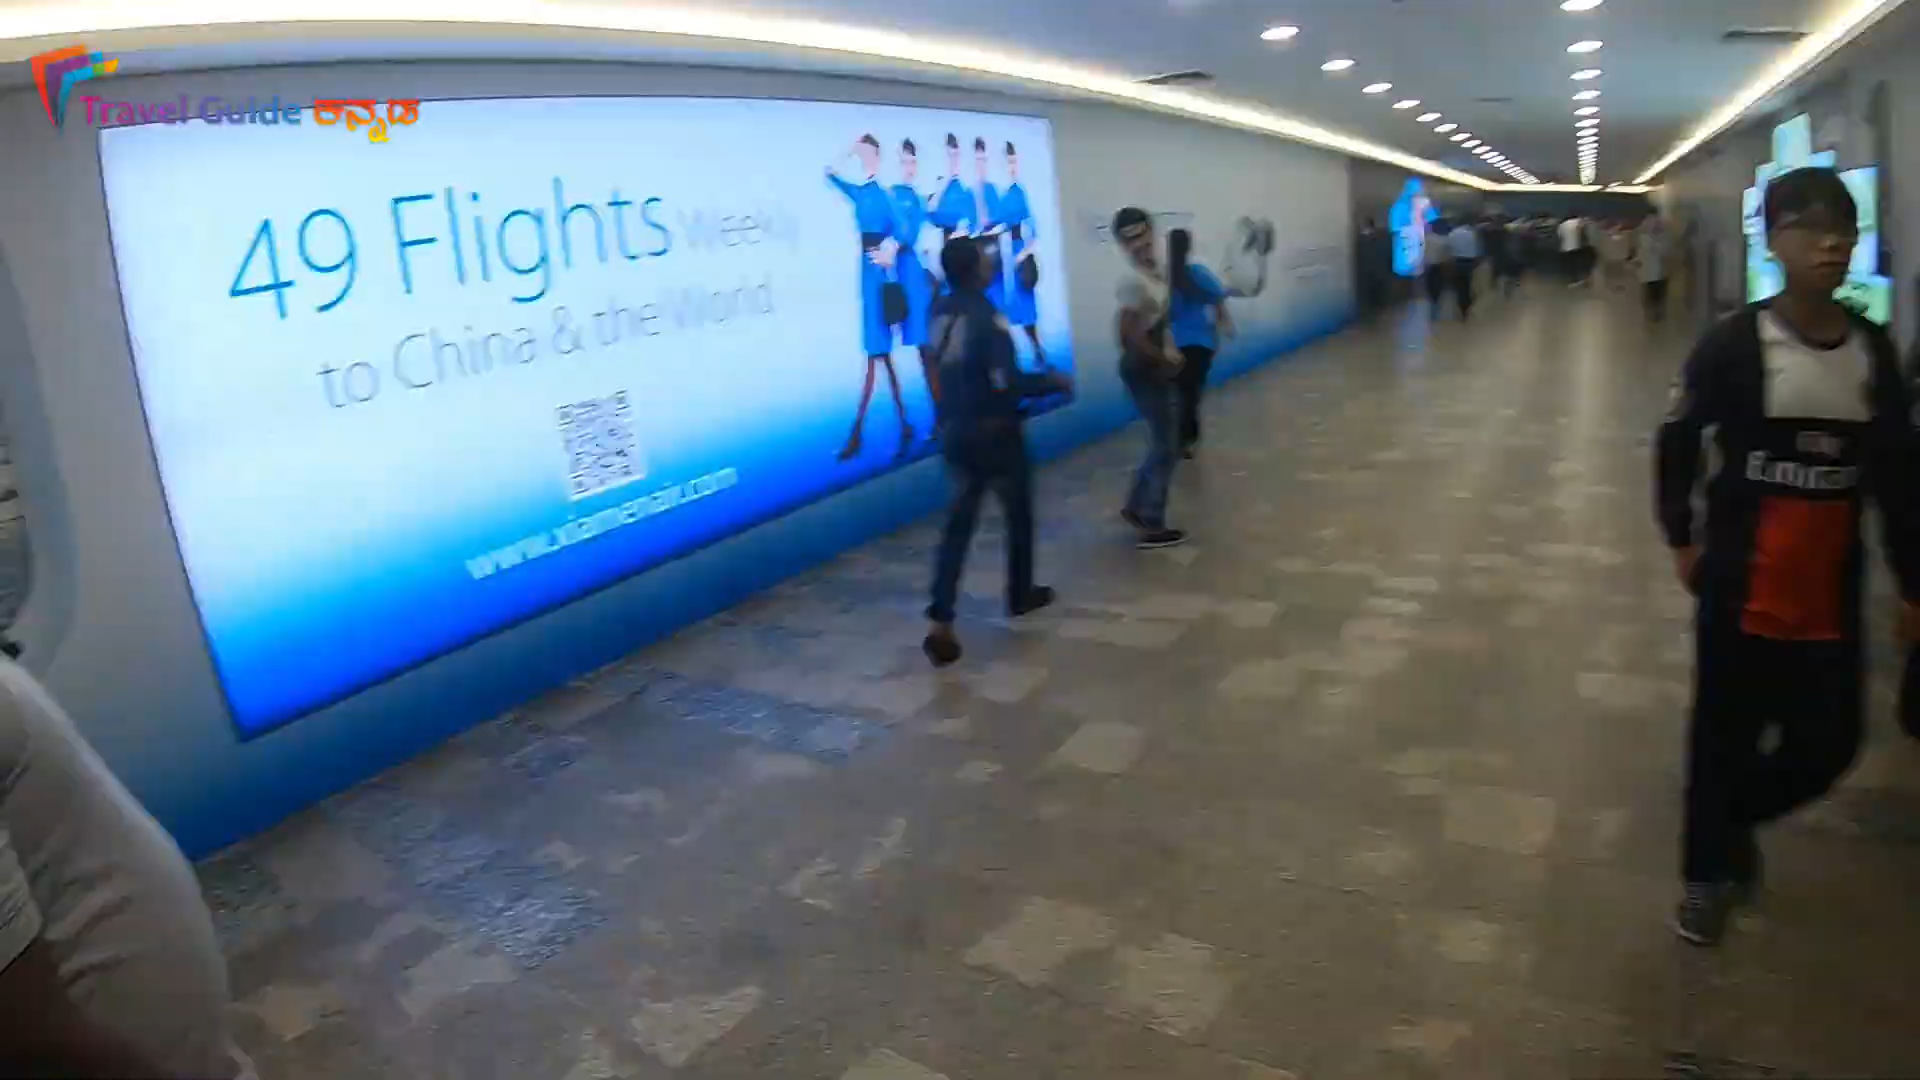 Travel Guide ಕನ್ನಡ
49 Flights Weekly
to China & the World
www.xiamenair.com